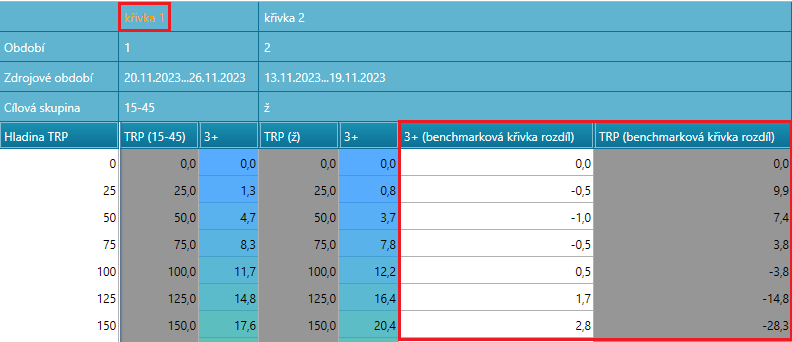 křivka 1 křivka 2
Období 1 2
Zdrojové období 20.11.2023...26.11.2023 13.11.2023...19.11.2023
Cílová skupina 15-45 ž
Hladina TRP TRP (15-45) 3+ TRP (ž) 3+ 3+ (benchmarková křivka rozdíl) TRP (benchmarková křivka rozdíl)
0 0,0 0,0 0,0 0,0 0,0 0,0
25 25,0 1,3 25,0 0,8 -0,5 9,9
50 50,0 4,7 50,0 3,7 -1,0 7,4
75 75,0 8,3 75,0 7,8 -0,5 3,8
100 100,0 11,7 100,0 12,2 0,5 -3,8
125 125,0 14,8 125,0 16,4 1,7 -14,8
150 150,0 17,6 150,0 20,4 2,8 -28,3